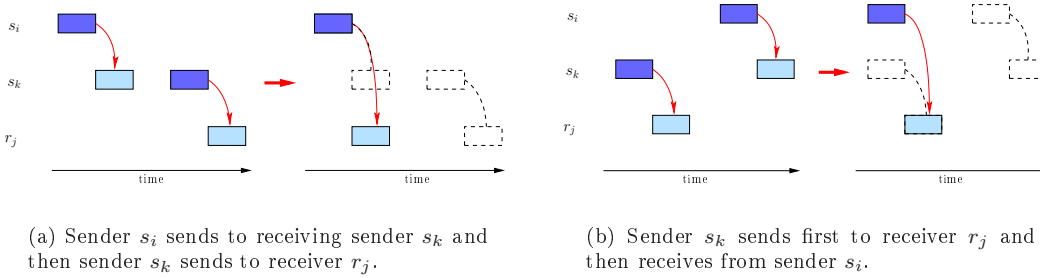 s_i
s_k
r_j
time
time
(a) Sender s_i sends to receiving sender s_k and
then sender s_k sends to receiver r_j.
s_i
s_k
r_j
time
time
(b) Sender s_k sends first to receiver r_j and
then receives from sender s_i.